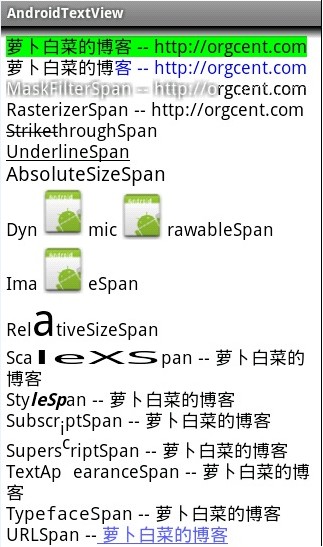 AndroidTextView
萝卜白菜的博客 -- http://orgcent.com
萝卜白菜的博客 -- http://orgcent.com
MaskFilterSpan -- http://orgcent.com
RasterizerSpan -- http://orgcent.com
StrikethroughSpan
UnderlineSpan
AbsoluteSizeSpan
Dyn mic rawableSpan
Ima eSpan
RelativeSizeSpan
ScaleXSpan -- 萝卜白菜的
博客
StyleSpan -- 萝卜白菜的博客
SubscriptSpan -- 萝卜白菜的博客
SuperscriptSpan -- 萝卜白菜的博客
TextAp earanceSpan -- 萝卜白菜的博
客
TypefaceSpan -- 萝卜白菜的博客
URLSpan -- 萝卜白菜的博客